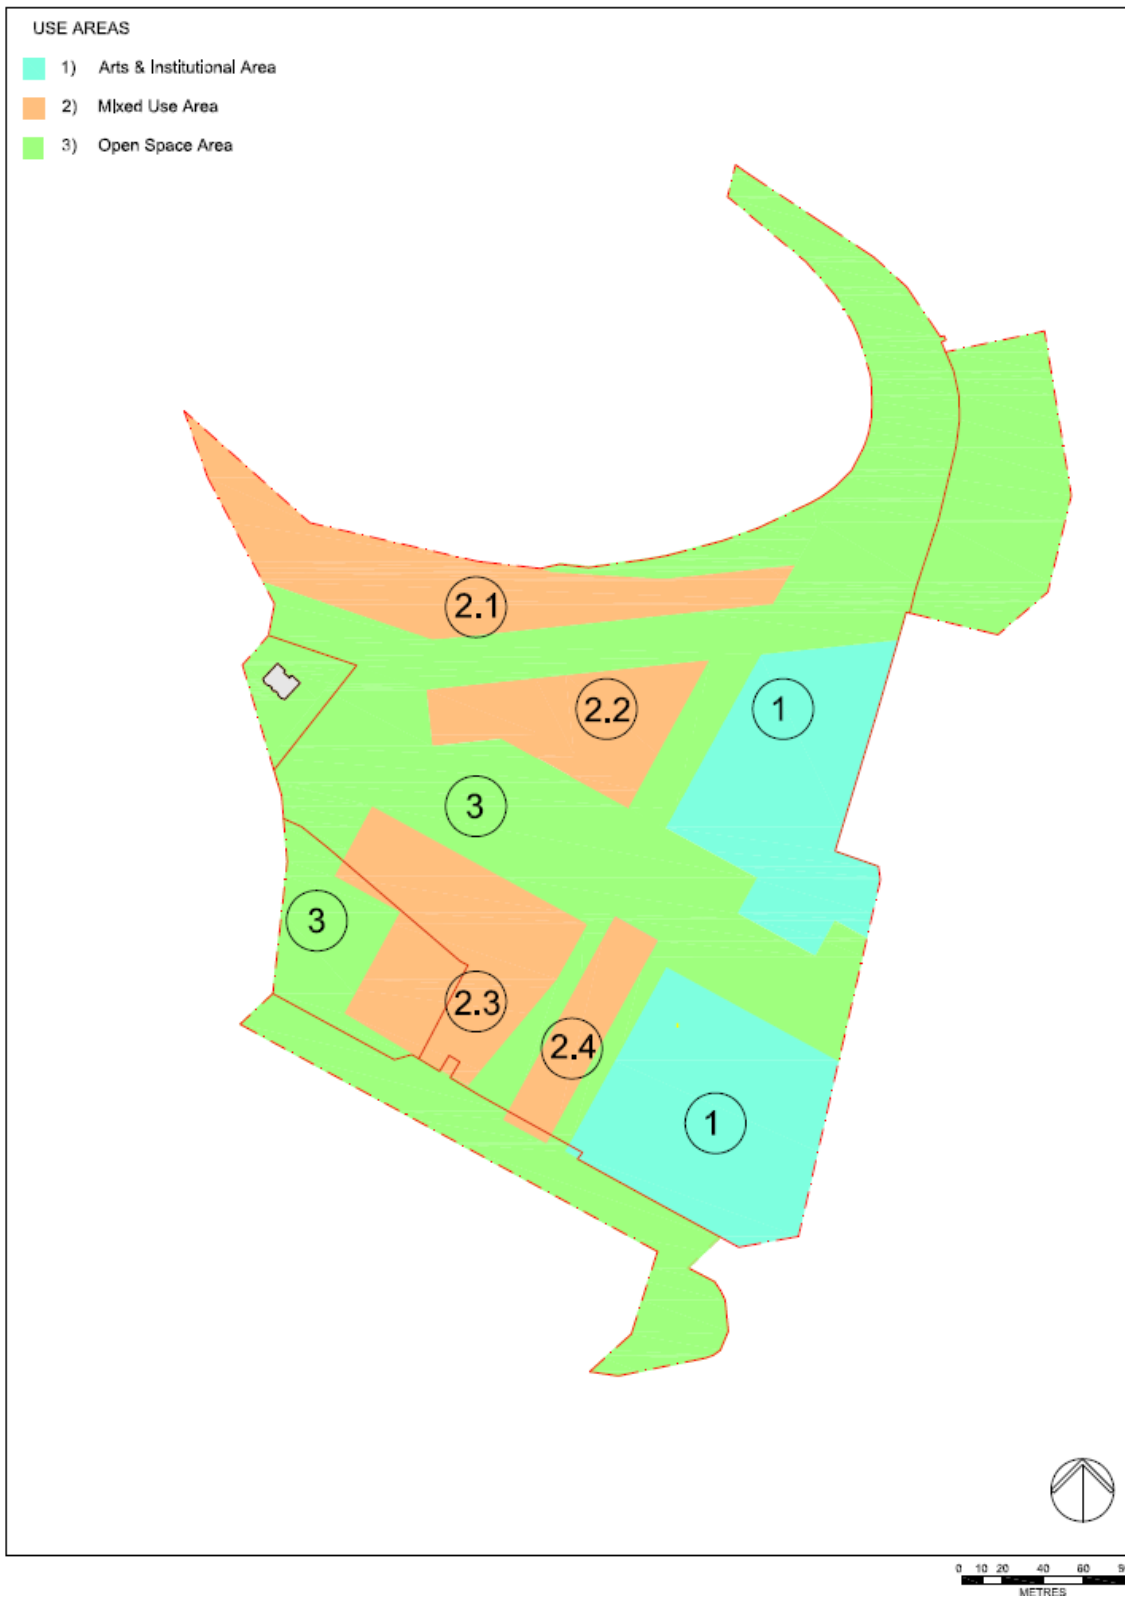 USE AREAS
1) Arts & Institutional Area
2) Mixed Use Area
3) Open Space Area
2.1
2.2
1
3
3
2.3
2.4
1
0 10 20 40 60
METRES